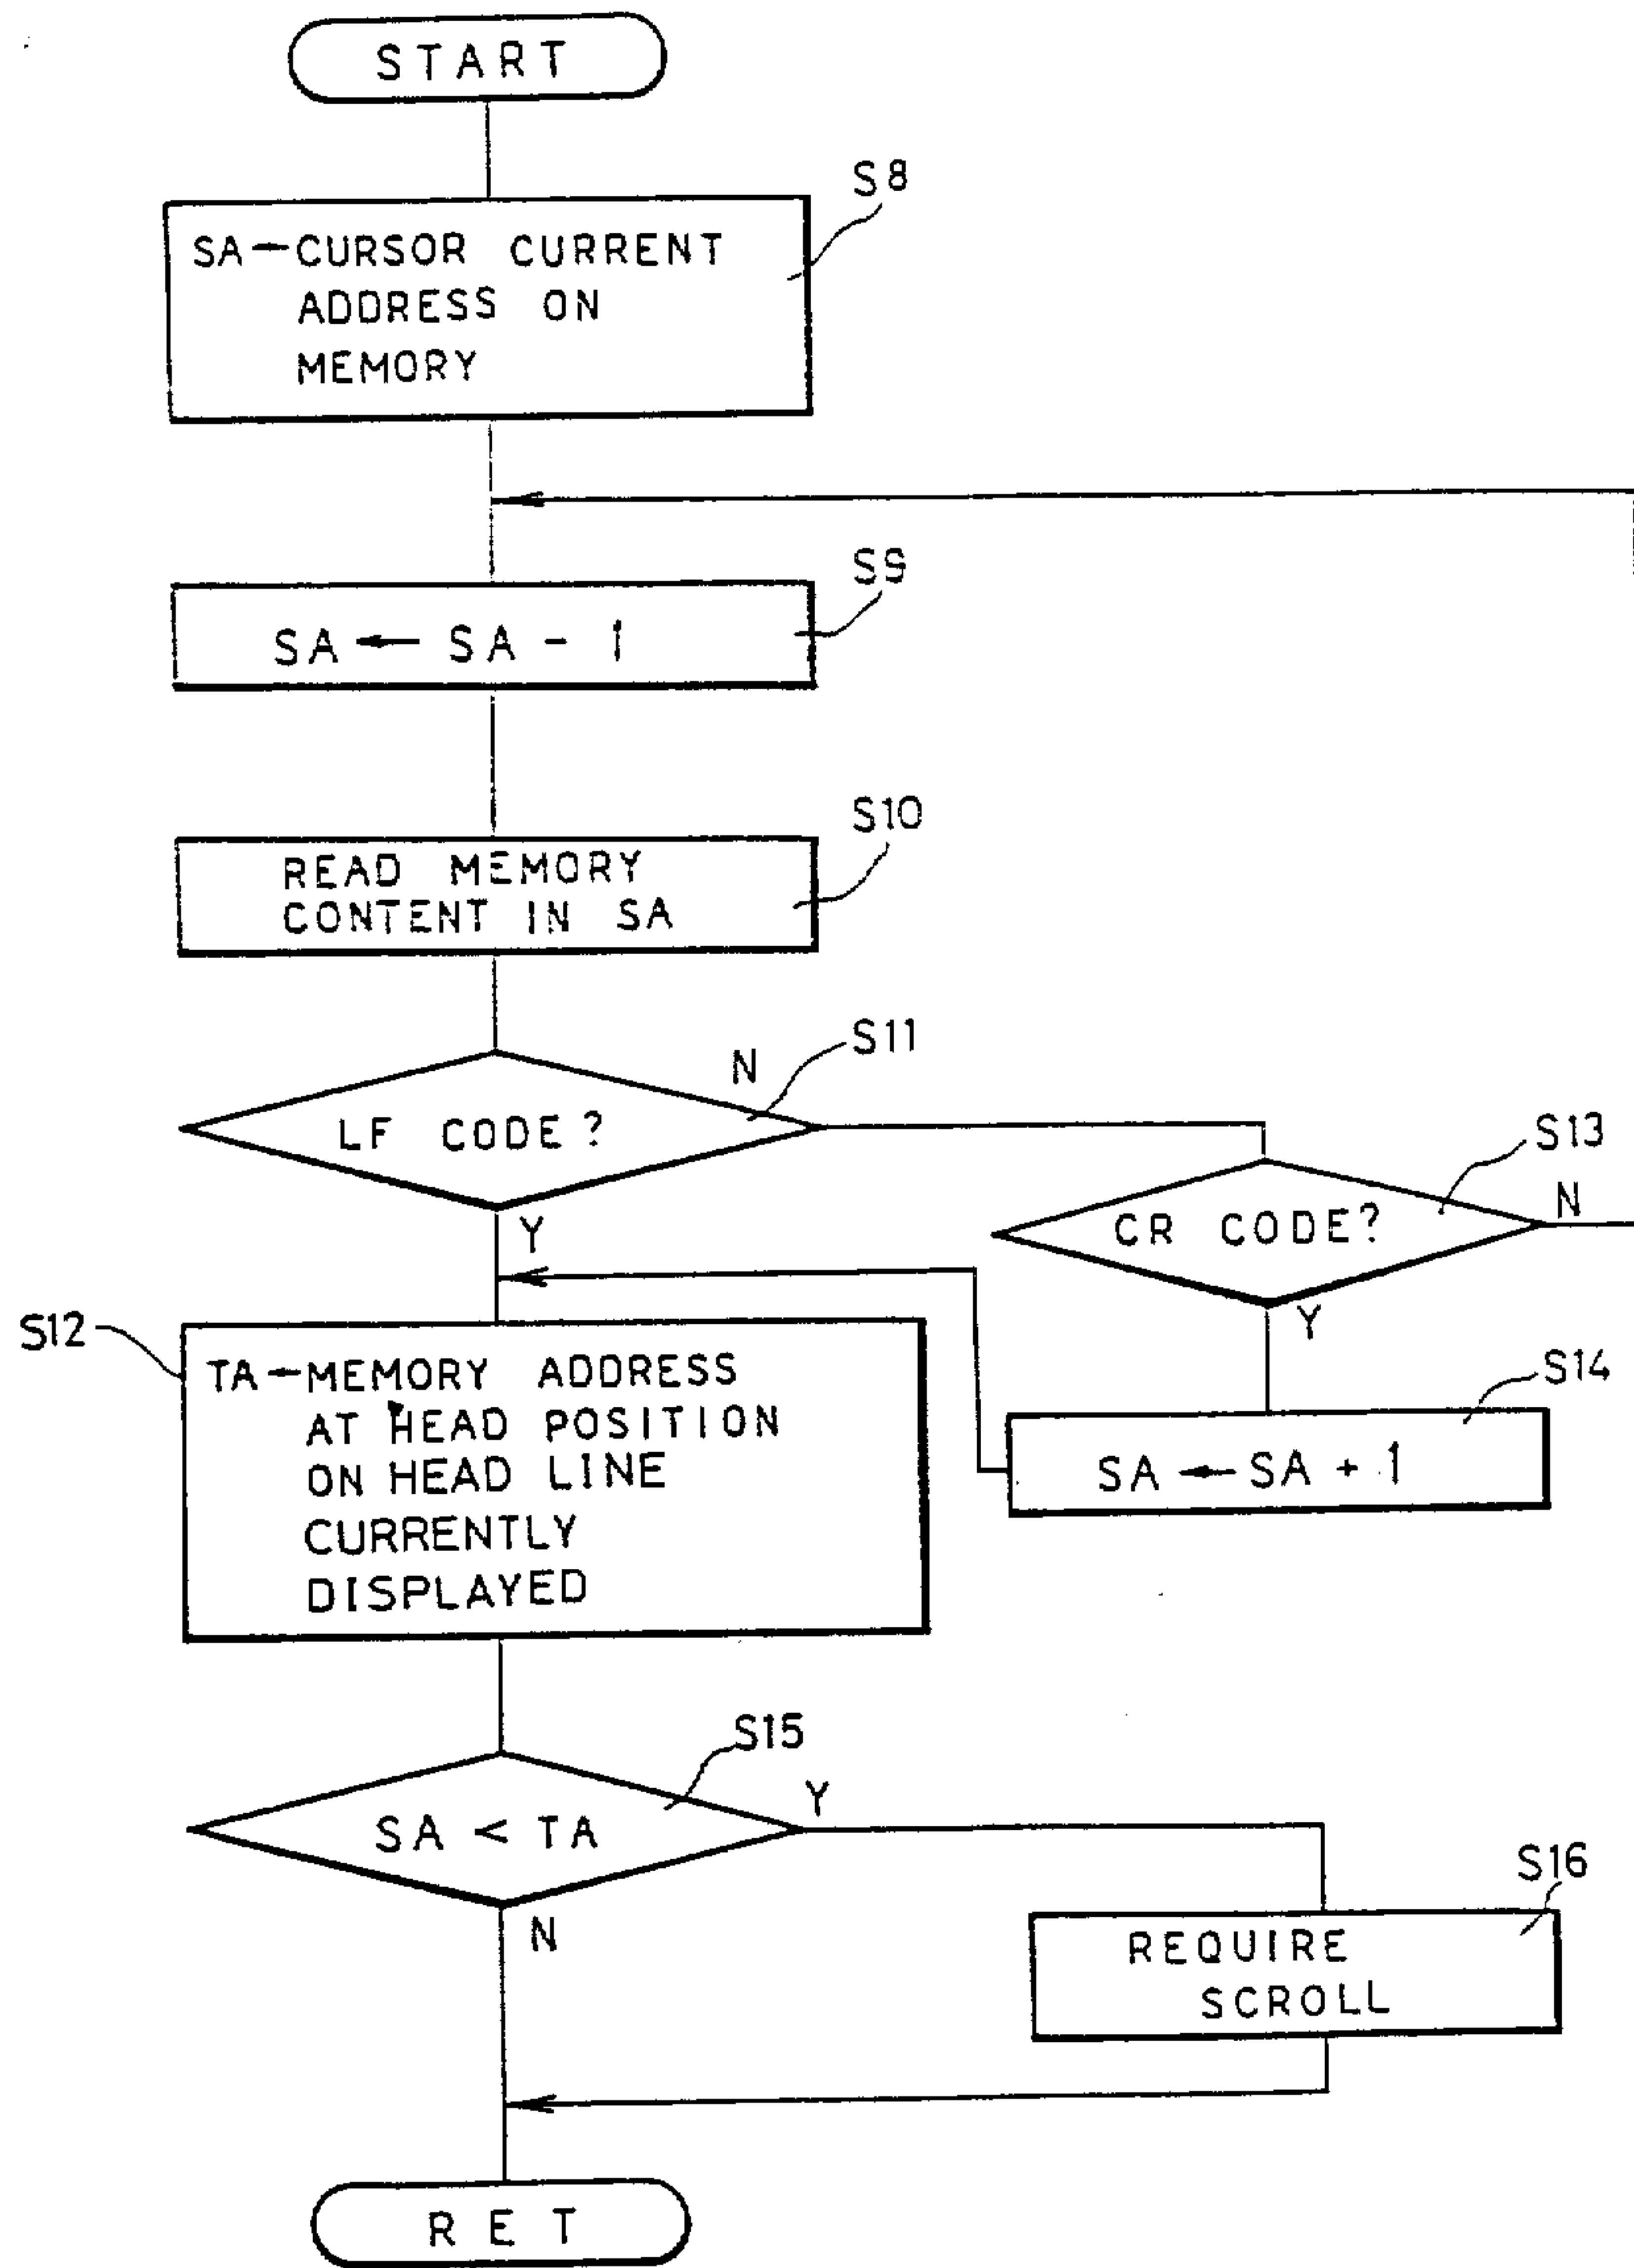 START
S8
SA←CURSOR CURRENT
ADDRESS ON
MEMORY
S9
SA ← SA - 1
S10
READ MEMORY
CONTENT IN SA
S11
N
LF CODE?
Y
S13
CR CODE?
N
Y
S12
TA←MEMORY ADDRESS
AT HEAD POSITION
ON HEAD LINE
CURRENTLY
DISPLAYED
S14
SA ← SA + 1
S15
SA < TA
Y
N
S16
REQUIRE
SCROLL
RET